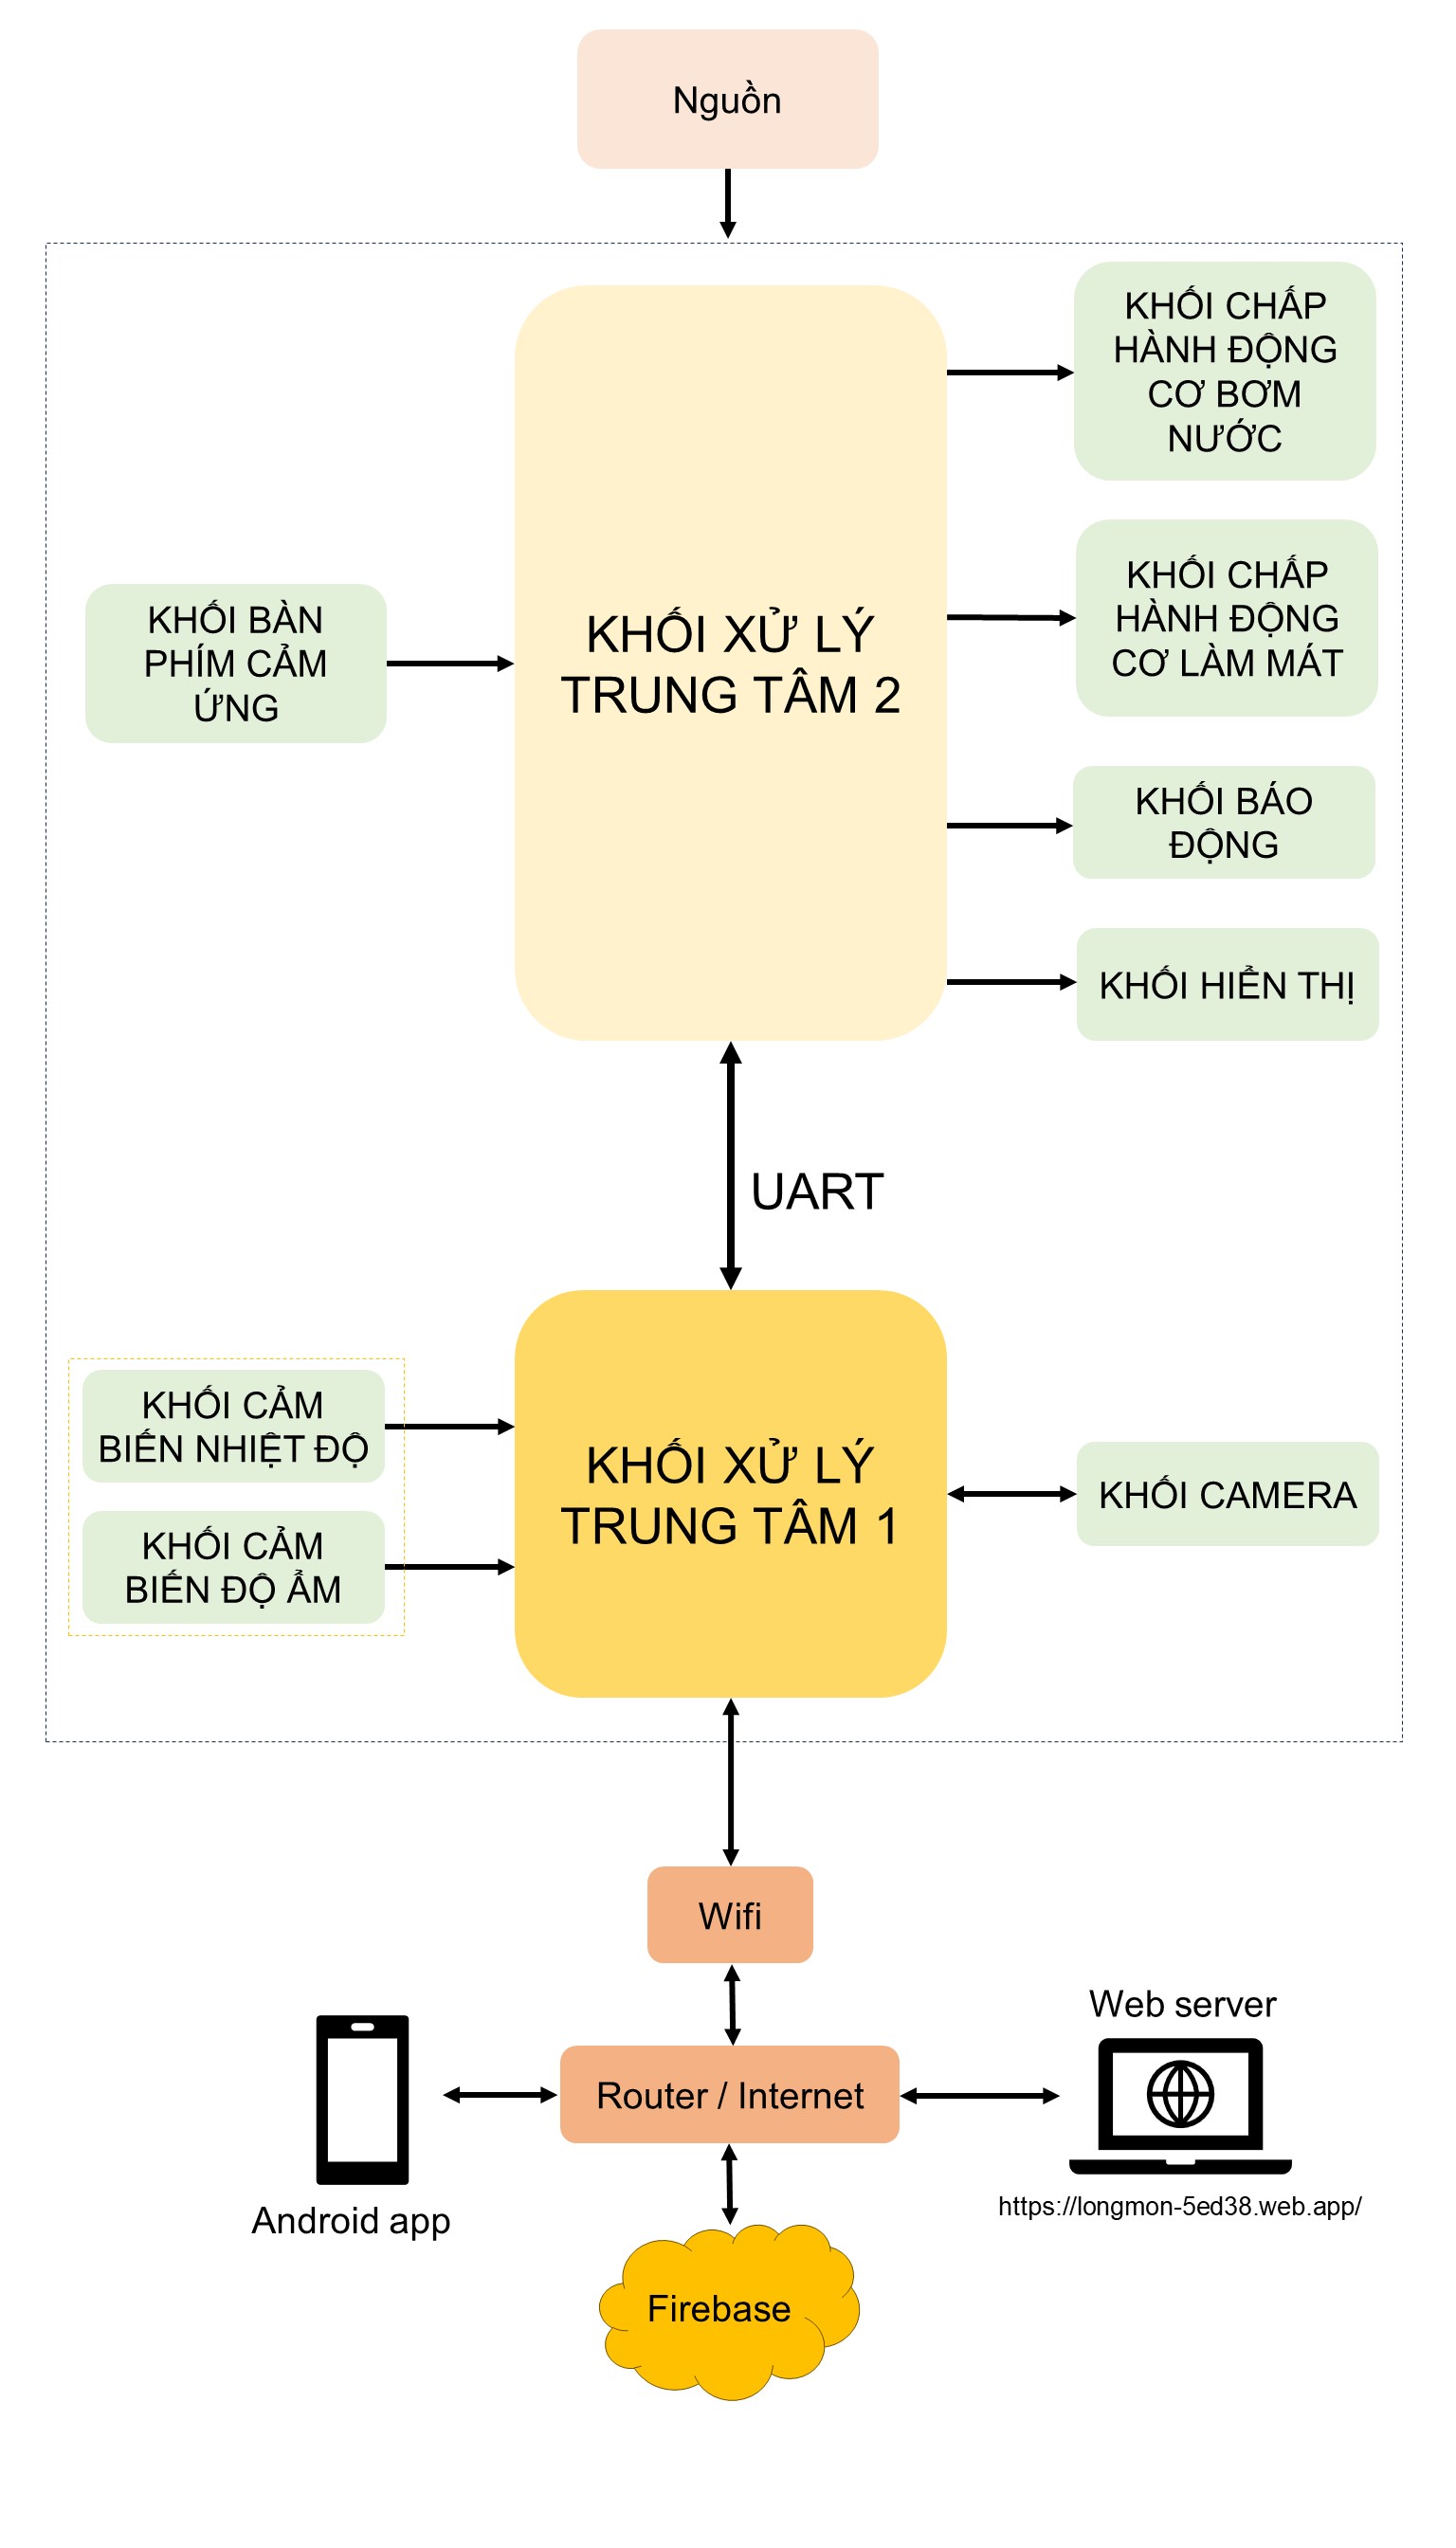 Nguồn
KHỐI CHẤP
HÀNH ĐỘNG
CƠ BƠM
NƯỚC
KHỐI CHẤP
HÀNH ĐỘNG
CƠ LÀM MÁT
KHỐI BÀN
PHÍM CẢM
ỨNG
KHỐI XỬ LÝ
TRUNG TÂM 2
KHỐI BÁO
ĐỘNG
KHỐI HIỂN THỊ
UART
KHỐI CẢM
BIẾN NHIỆT ĐỘ
KHỐI CẢM
BIẾN ĐỘ ẨM
KHỐI XỬ LÝ
TRUNG TÂM 1
KHỐI CAMERA
Wifi
Web server
Router / Internet
Android app
https://longmon-5ed38.web.app/
Firebase